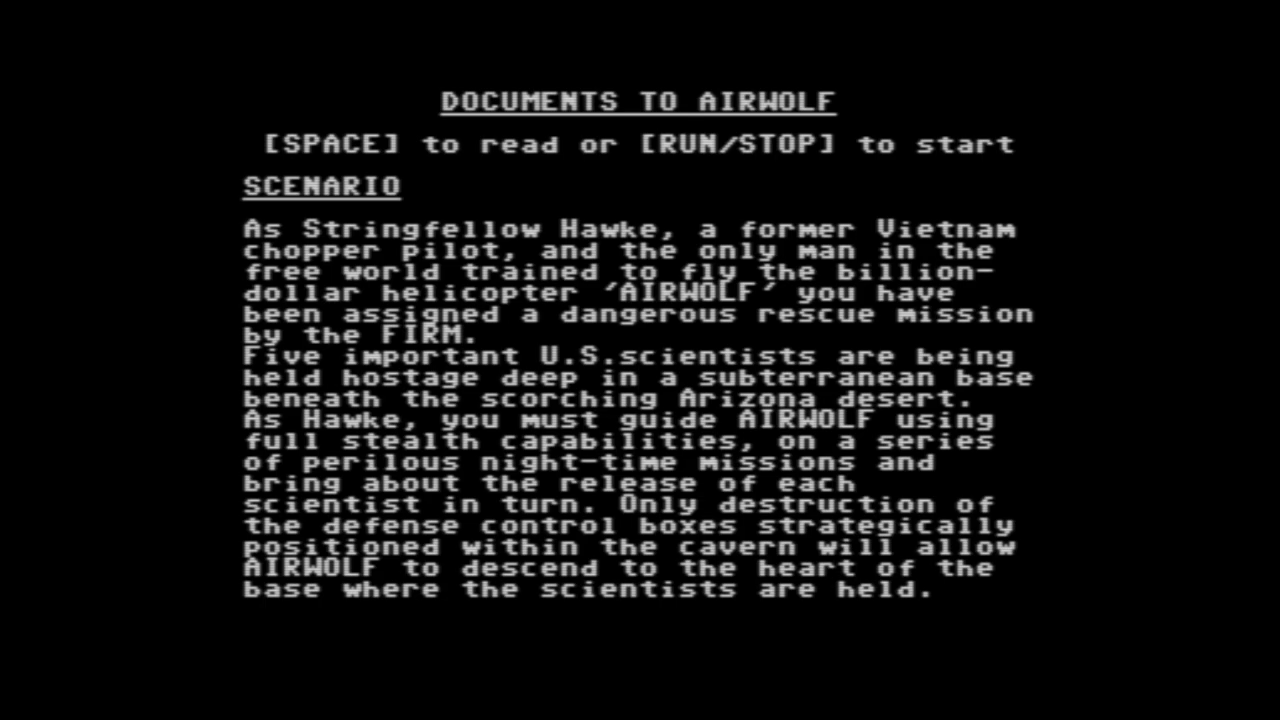 DOCUMENTS TO AIRWOLF
[SPACE] to read or [RUN/STOP] to start
SCENARIO
As Stringfellow Hawke, a former Vietnam
chopper pilot, and the only man in the
free world trained to fly the billion-
dollar helicopter 'AIRWOLF' you have
been assigned a dangerous rescue mission
by the FIRM.
Five important U.S.scientists are being
held hostage deep in a subterranean base
beneath the scorching Arizona desert.
As Hawke, you must guide AIRWOLF using
full stealth capabilities, on a series
of perilous night-time missions and
bring about the release of each
scientist in turn. Only destruction of
the defense control boxes strategically
positioned within the cavern will allow
AIRWOLF to descend to the heart of the
base where the scientists are held.